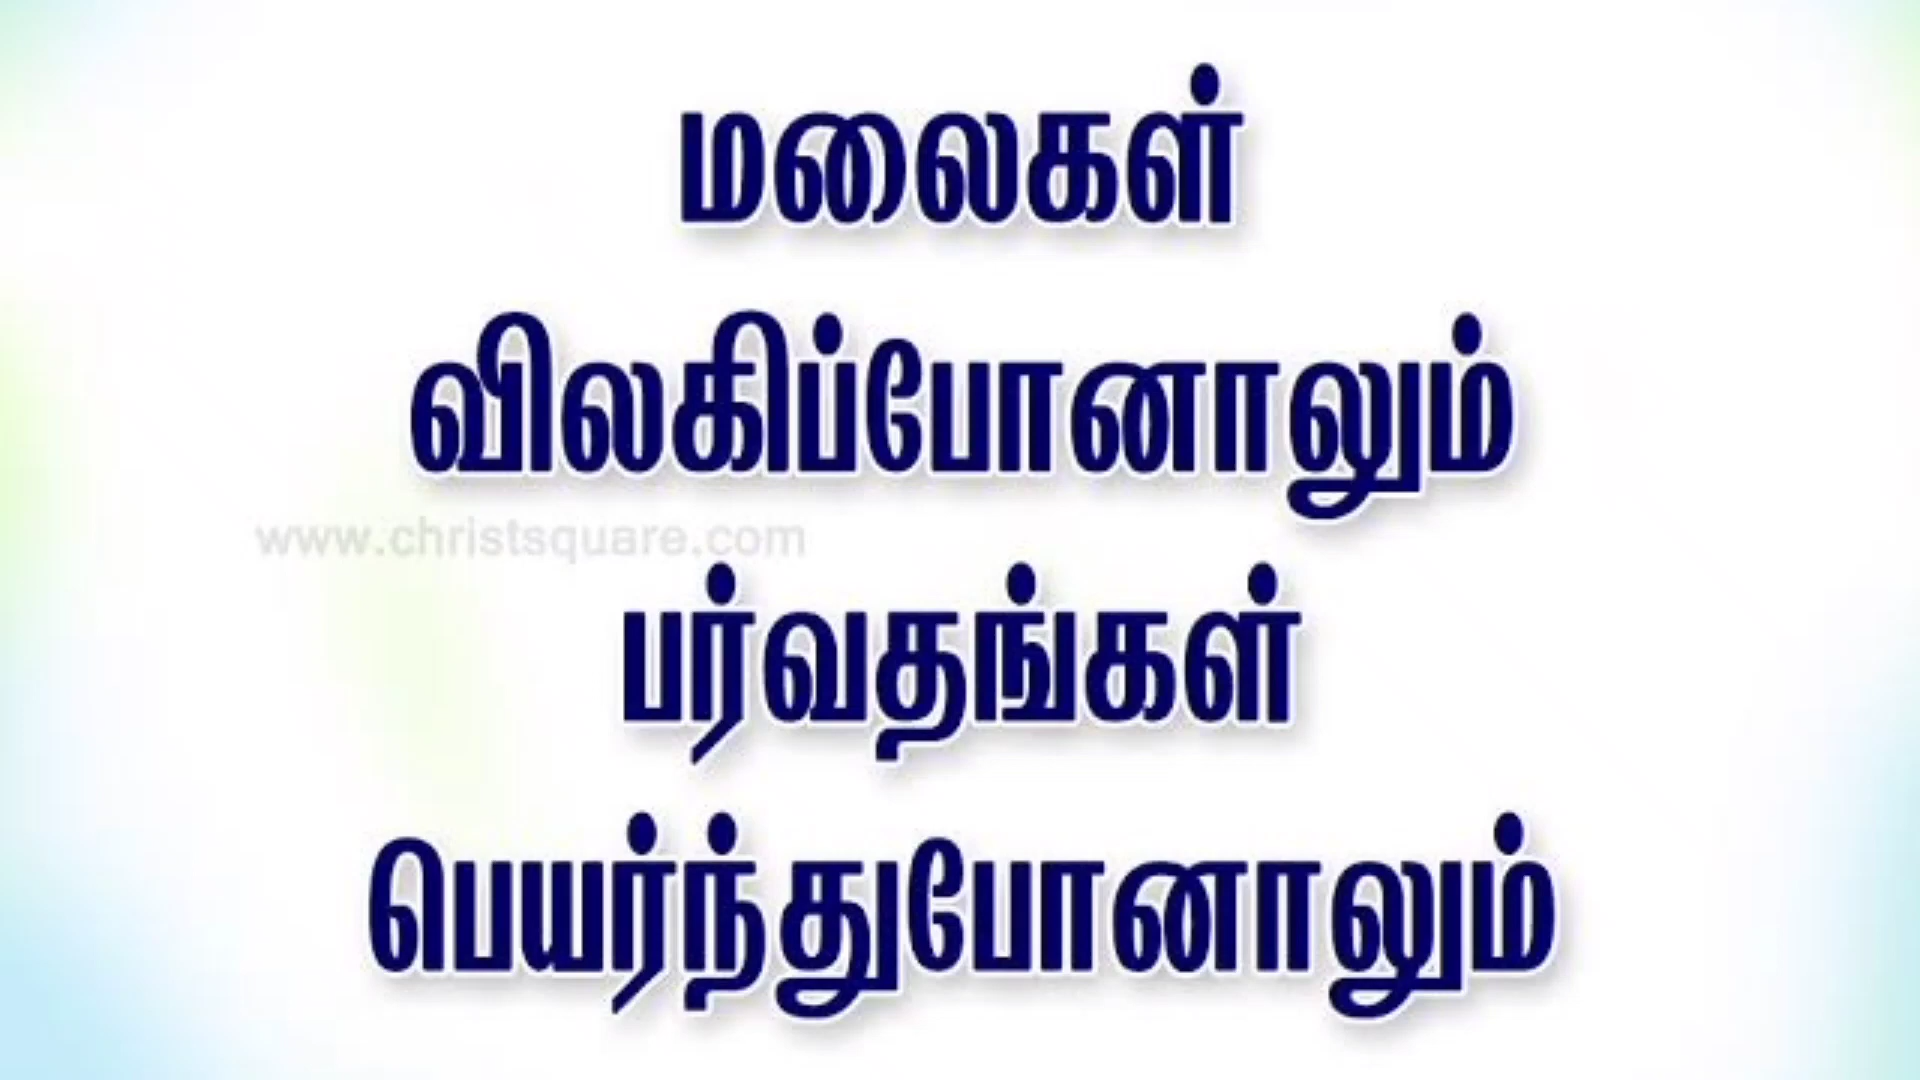 மலைகள்
விலகிப்போனாலும்
www.christsquare.com
பர்வதங்கள்
பெயர்ந்துபோனாலும்